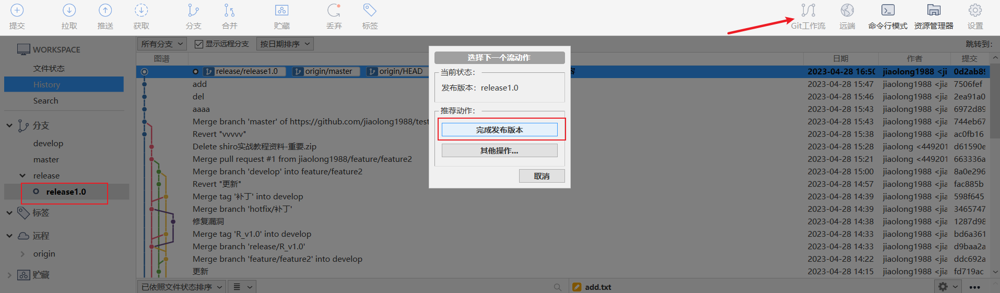 提交 拉取 推送 获取 分支 合并 贮藏 丢弃 标签 Git工作流 远端 命令行模式 资源管理器 设置
WORKSPACE
文件状态
History
Search
分支
develop
master
release
release1.0
标签
远程
origin
贮藏
所有分支 显示远程分支 按日期排序 跳转到:
图谱 日期 作者 提交
release/release1.0 origin/master origin/HEAD 容 2023-04-28 16:50 jiaolong1988 <ji 0d2ab89
add 2023-04-28 15:47 jiaolong1988 <jia 7506fef
del 2023-04-28 15:46 jiaolong1988 <jia 2ea91a0
aaaa 2023-04-28 15:43 jiaolong1988 <jia 6972d89
Merge branch 'master' of https://github.com/jiaolong1988/test 2023-04-28 15:43 jiaolong1988 <jia 744eb67
Revert "vvvvv" 2023-04-28 15:38 jiaolong1988 <jia ac0fb16
Delete shiro实战教程资料-重要.zip 2023-04-28 15:28 jiaolong <449201 d61590e
Merge pull request #1 from jiaolong1988/feature/feature2 2023-04-28 15:21 jiaolong <449201 663336a
Merge branch 'develop' into feature/feature2 2023-04-28 15:00 jiaolong1988 <jia 8a0e296
Revert "更新" 2023-04-28 14:57 jiaolong1988 <jia fac885b
Merge tag '补丁' into develop 2023-04-28 14:39 jiaolong1988 <jia 598f645
Merge branch 'hotfix/补丁' 2023-04-28 14:39 jiaolong1988 <jia 3465747
修复漏洞 2023-04-28 14:38 jiaolong1988 <jia 1287d98
Merge tag 'R_v1.0' into develop 2023-04-28 14:33 jiaolong1988 <jia bd6a361
Merge branch 'release/R_v1.0' 2023-04-28 14:33 jiaolong1988 <jia d9baa2a
Merge branch 'feature/feature2' into develop 2023-04-28 14:22 jiaolong1988 <jia ddc692a
更新 2023-04-28 14:15 jiaolong1988 <jia fd719ac
已依照文件状态排序 add.txt
选择下一个流动作
当前状态:
发布版本: release1.0
推荐动作:
完成发布版本
其他操作...
取消